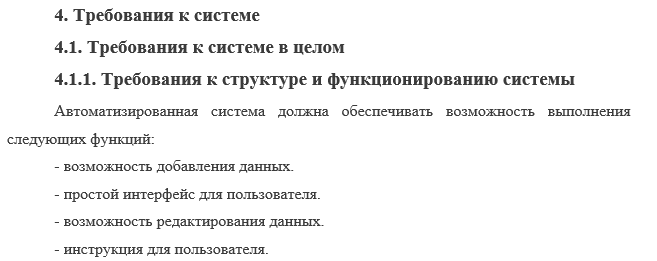 4. Требования к системе
4.1. Требования к системе в целом
4.1.1. Требования к структуре и функционированию системы
Автоматизированная система должна обеспечивать возможность выполнения
следующих функций:
- возможность добавления данных.
- простой интерфейс для пользователя.
- возможность редактирования данных.
- инструкция для пользователя.